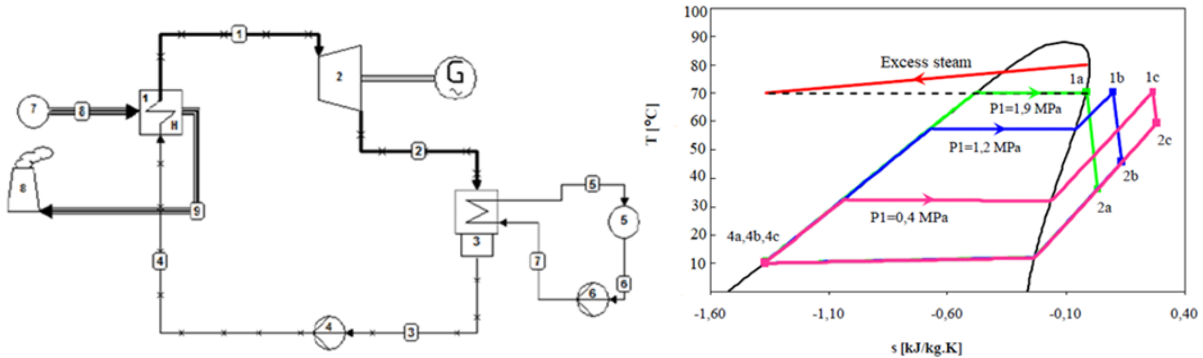 1
2
G
7
8
1
H
8
9
2
5
3
5
4
7
6
6
4
3
T [°C]
100
90
80
70
60
50
40
30
20
10
Excess steam
1a
1b
1c
P1=1,9 MPa
P1=1,2 MPa
2c
2b
2a
P1=0,4 MPa
4a,4b,4c
-1,60
-1,10
-0,60
-0,10
0,40
s [kJ/kg.K]